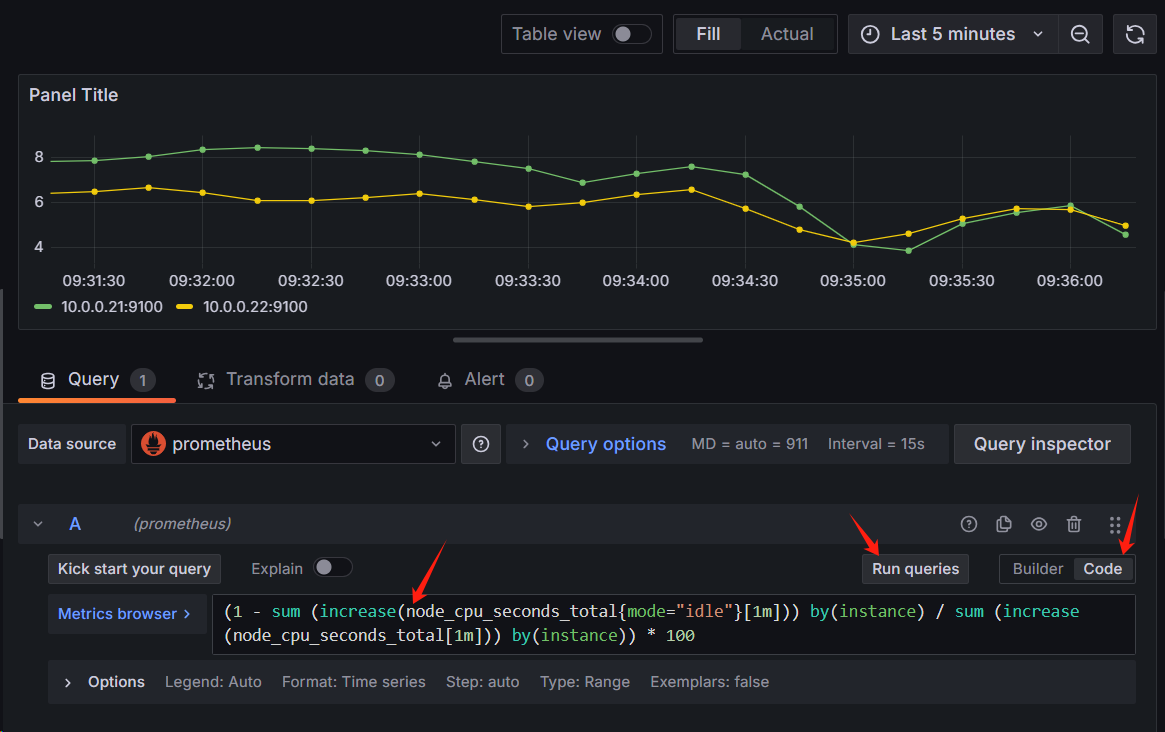 Table view Fill Actual Last 5 minutes
Panel Title
8
6
4
09:31:30 09:32:00 09:32:30 09:33:00 09:33:30 09:34:00 09:34:30 09:35:00 09:35:30 09:36:00
10.0.0.21:9100 10.0.0.22:9100
Query 1 Transform data 0 Alert 0
Data source prometheus Query options MD = auto = 911 Interval = 15s Query inspector
A (prometheus)
Kick start your query Explain Run queries Builder Code
Metrics browser > (1 - sum (increase(node_cpu_seconds_total{mode="idle"}[1m])) by(instance) / sum (increase
(node_cpu_seconds_total[1m])) by(instance)) * 100
> Options Legend: Auto Format: Time series Step: auto Type: Range Exemplars: false